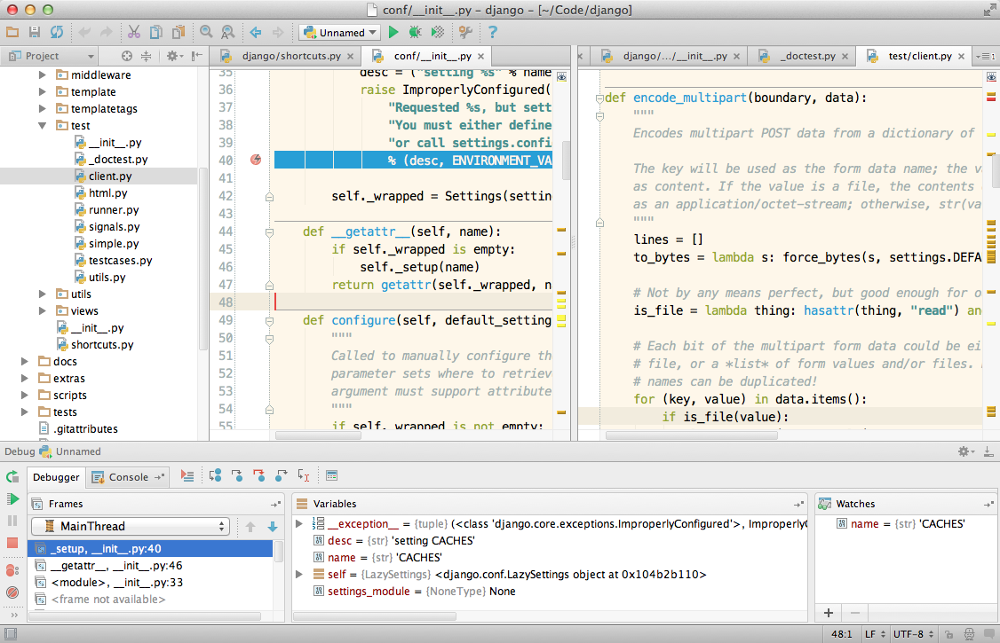 conf/__init__.py – django – [~/Code/django]
Unnamed
Project
django/shortcuts.py
conf/__init__.py
django/.../__init__.py
_doctest.py
test/client.py
middleware
template
templatetags
test
__init__.py
_doctest.py
client.py
html.py
runner.py
signals.py
simple.py
testcases.py
utils.py
utils
views
__init__.py
shortcuts.py
docs
extras
scripts
tests
.gitattributes
35 desc = ("setting %s" % name
36 raise ImproperlyConfigured(
37 "Requested %s, but sett
38 "You must either define
39 "or call settings.confi
40 % (desc, ENVIRONMENT_VA
41
42 self._wrapped = Settings(settin
43
44 def __getattr__(self, name):
45 if self._wrapped is empty:
46 self._setup(name)
47 return getattr(self._wrapped, n
48
49 def configure(self, default_setting
50 """
51 Called to manually configure th
52 parameter sets where to retriev
53 argument must support attribute
54 """
55 if self._wrapped is not empty:
def encode_multipart(boundary, data):
"""
Encodes multipart POST data from a dictionary of
The key will be used as the form data name; the v
as content. If the value is a file, the contents
as an application/octet-stream; otherwise, str(va
"""
lines = []
to_bytes = lambda s: force_bytes(s, settings.DEFA
# Not by any means perfect, but good enough for o
is_file = lambda thing: hasattr(thing, "read") an
# Each bit of the multipart form data could be ei
# file, or a *list* of form values and/or files.
# names can be duplicated!
for (key, value) in data.items():
if is_file(value):
Debug Unnamed
Debugger
Console
Frames
MainThread
_setup, __init__.py:40
__getattr__, __init__.py:46
<module>, __init__.py:33
<frame not available>
Variables
__exception__ = {tuple} (<class 'django.core.exceptions.ImproperlyConfigured'>, ImproperlyC
desc = {str} 'setting CACHES'
name = {str} 'CACHES'
self = {LazySettings} <django.conf.LazySettings object at 0x104b2b110>
settings_module = {NoneType} None
Watches
name = {str} 'CACHES'
48:1 LF UTF-8